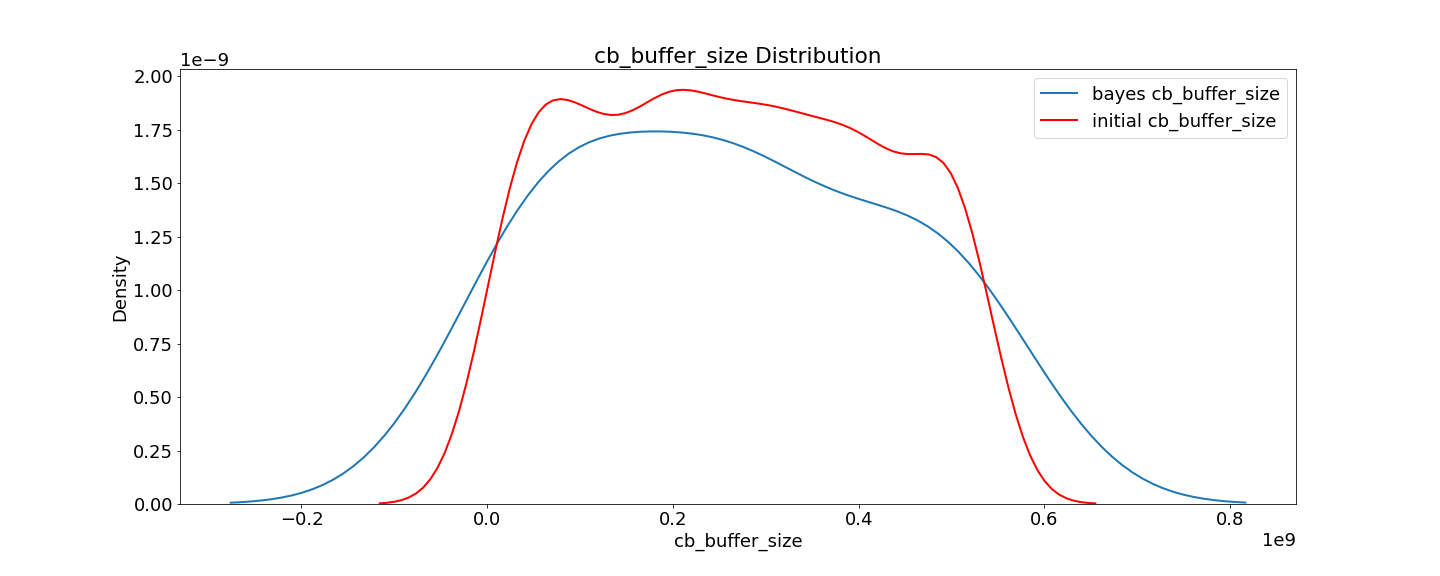 cb_buffer_size Distribution
1e−9
2.00
1.75
1.50
1.25
1.00
0.75
0.50
0.25
0.00
Density
bayes cb_buffer_size
initial cb_buffer_size
−0.2
0.0
0.2
0.4
0.6
0.8
cb_buffer_size
1e9